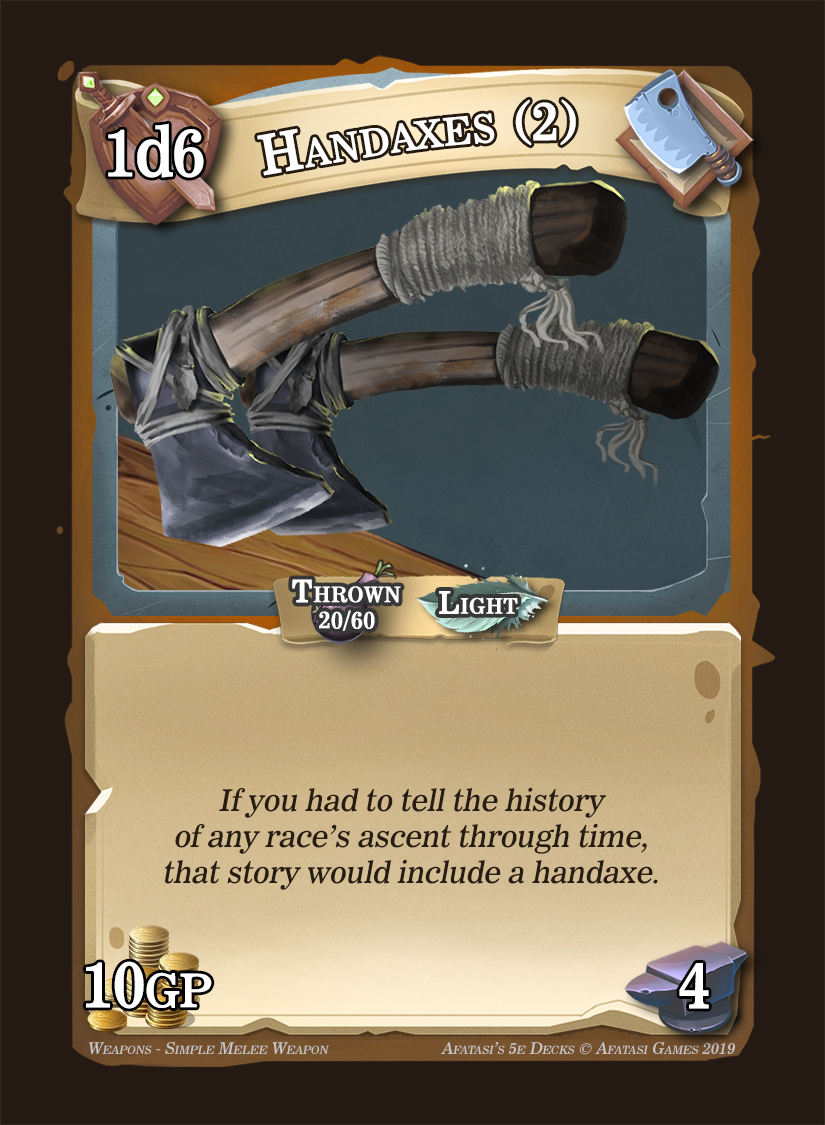 1d6
Handaxes (2)
Thrown
20/60
Light
If you had to tell the history
of any race's ascent through time,
that story would include a handaxe.
10GP
4
Weapons - Simple Melee Weapon
Afatasi's 5e Decks © Afatasi Games 2019